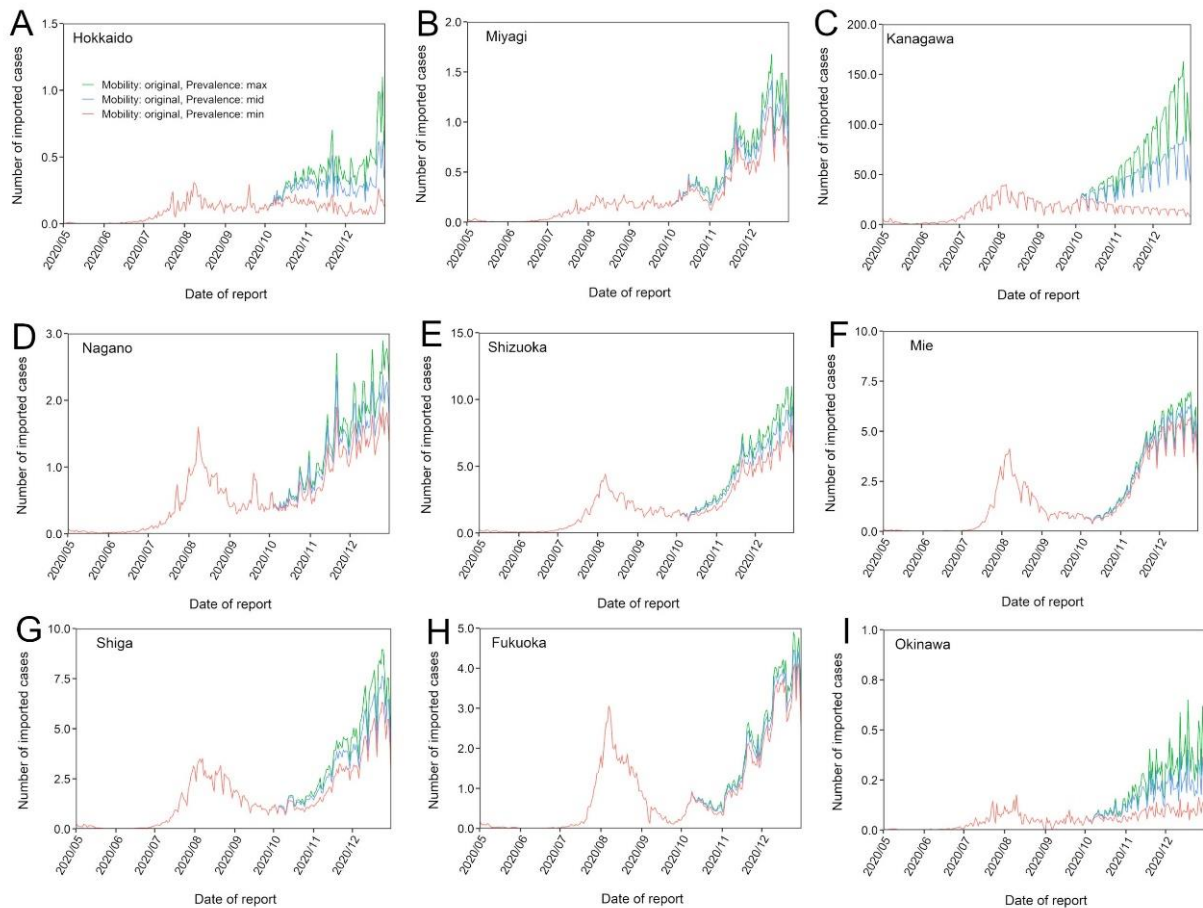 A
Hokkaido
Number of imported cases
1.5
1.0
0.5
0.0
Mobility: original, Prevalence: max
Mobility: original, Prevalence: mid
Mobility: original, Prevalence: min
2020/05
2020/06
2020/07
2020/08
2020/09
2020/10
2020/11
2020/12
Date of report
B
Miyagi
Number of imported cases
2.0
1.5
1.0
0.5
0.0
2020/05
2020/06
2020/07
2020/08
2020/09
2020/10
2020/11
2020/12
Date of report
C
Kanagawa
Number of imported cases
200.0
150.0
100.0
50.0
0.0
2020/05
2020/06
2020/07
2020/08
2020/09
2020/10
2020/11
2020/12
Date of report
D
Nagano
Number of imported cases
3.0
2.0
1.0
0.0
2020/05
2020/06
2020/07
2020/08
2020/09
2020/10
2020/11
2020/12
Date of report
E
Shizuoka
Number of imported cases
15.0
10.0
5.0
0.0
2020/05
2020/06
2020/07
2020/08
2020/09
2020/10
2020/11
2020/12
Date of report
F
Mie
Number of imported cases
10.0
7.5
5.0
2.5
0.0
2020/05
2020/06
2020/07
2020/08
2020/09
2020/10
2020/11
2020/12
Date of report
G
Shiga
Number of imported cases
10.0
7.5
5.0
2.5
0.0
2020/05
2020/06
2020/07
2020/08
2020/09
2020/10
2020/11
2020/12
Date of report
H
Fukuoka
Number of imported cases
5.0
4.0
3.0
2.0
1.0
0.0
2020/05
2020/06
2020/07
2020/08
2020/09
2020/10
2020/11
2020/12
Date of report
I
Okinawa
Number of imported cases
1.0
0.8
0.5
0.2
0.0
2020/05
2020/06
2020/07
2020/08
2020/09
2020/10
2020/11
2020/12
Date of report